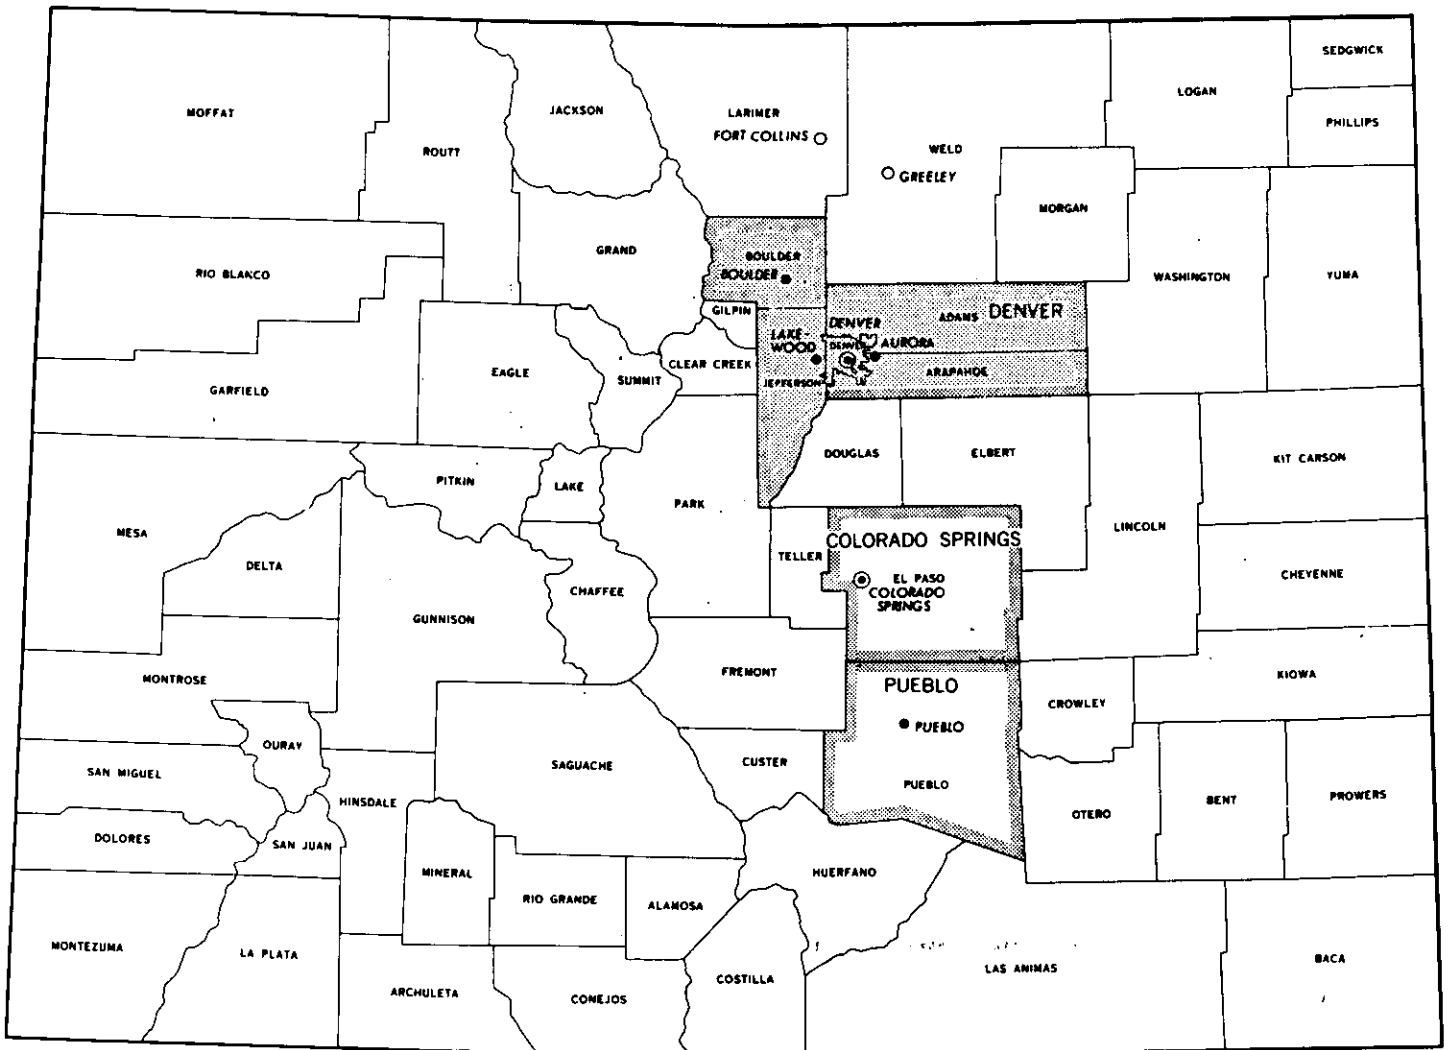 SEDGWICK
LOGAN
MOFFAT
JACKSON
LARIMER
PHILLIPS
FORT COLLINS
ROUTT
WELD
GREELEY
MORGAN
GRAND
BOULDER
BOULDER
RIO BLANCO
WASHINGTON
YUMA
GILPIN
ADAMS
DENVER
DENVER
LAKE-
WOOD
DENVER
AURORA
CLEAR CREEK
EAGLE
SUMMIT
JEFFERSON
ARAPAHOE
GARFIELD
DOUGLAS
ELBERT
KIT CARSON
PITKIN
LAKE
PARK
MESA
LINCOLN
COLORADO SPRINGS
TELLER
DELTA
EL PASO
COLORADO
SPRINGS
CHEYENNE
CHAFFEE
GUNNISON
MONTROSE
FREMONT
PUEBLO
KIOWA
CROWLEY
PUEBLO
OURAY
SAGUACHE
CUSTER
SAN MIGUEL
PUEBLO
HINSDALE
BENT
PROWERS
OTERO
DOLORES
SAN JUAN
MINERAL
HUERFANO
RIO GRANDE
ALAMOSA
MONTEZUMA
LA PLATA
BACA
LAS ANIMAS
COSTILLA
ARCHULETA
CONEJOS